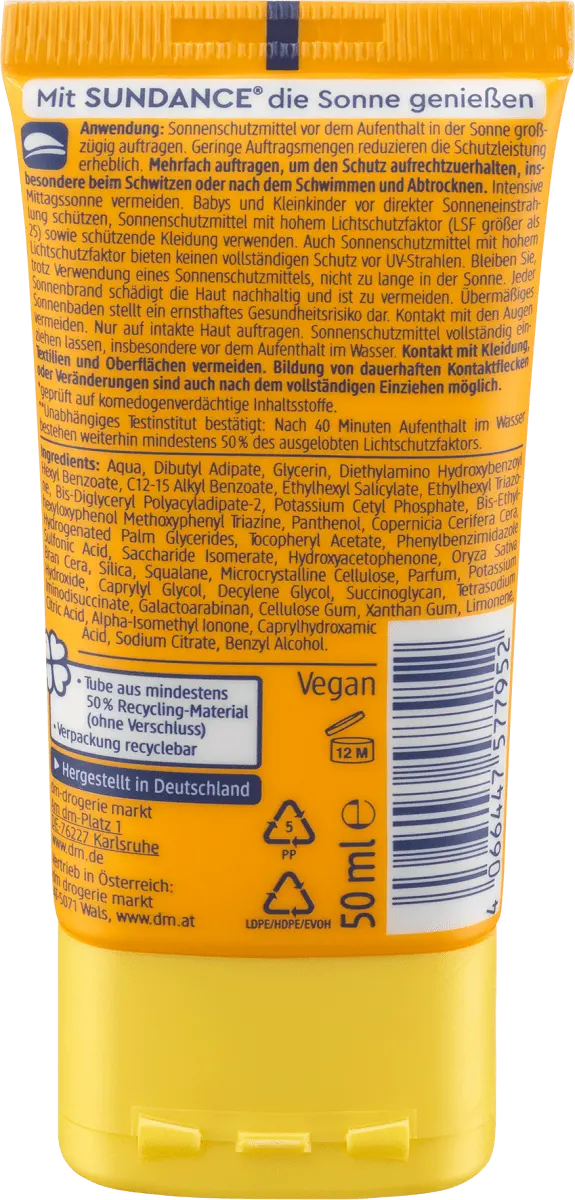 Mit SUNDANCE® die Sonne genießen
Anwendung: Sonnenschutzmittel vor dem Aufenthalt in der Sonne groß-
zügig auftragen. Geringe Auftragsmengen reduzieren die Schutzleistung
erheblich. Mehrfach auftragen, um den Schutz aufrechtzuerhalten, ins-
besondere beim Schwitzen oder nach dem Schwimmen und Abtrocknen. Intensive
Mittagssonne vermeiden. Babys und Kleinkinder vor direkter Sonneneinstrah-
lung schützen, Sonnenschutzmittel mit hohem Lichtschutzfaktor (LSF größer als
25) sowie schützende Kleidung verwenden. Auch Sonnenschutzmittel mit hohem
Lichtschutzfaktor bieten keinen vollständigen Schutz vor UV-Strahlen. Bleiben Sie,
trotz Verwendung eines Sonnenschutzmittels, nicht zu lange in der Sonne. Jeder
Sonnenbrand schädigt die Haut nachhaltig und ist zu vermeiden. Übermäßiges
Sonnenbaden stellt ein ernsthaftes Gesundheitsrisiko dar. Kontakt mit den Augen
vermeiden. Nur auf intakte Haut auftragen. Sonnenschutzmittel vollständig ein-
ziehen lassen, insbesondere vor dem Aufenthalt im Wasser. Kontakt mit Kleidung,
Textilien und Oberflächen vermeiden. Bildung von dauerhaften Kontaktflecken
oder Veränderungen sind auch nach dem vollständigen Einziehen möglich.
*geprüft auf komedogenverdächtige Inhaltsstoffe.
**Unabhängiges Testinstitut bestätigt: Nach 40 Minuten Aufenthalt im Wasser
bestehen weiterhin mindestens 50% des ausgelobten Lichtschutzfaktors.
Ingredients: Aqua, Dibutyl Adipate, Glycerin, Diethylamino Hydroxybenzoyl
Hexyl Benzoate, C12-15 Alkyl Benzoate, Ethylhexyl Salicylate, Ethylhexyl Triazo-
ne, Bis-Diglyceryl Polyacyladipate-2, Potassium Cetyl Phosphate, Bis-Ethyl-
hexyloxyphenol Methoxyphenyl Triazine, Panthenol, Copernicia Cerifera Cera,
Hydrogenated Palm Glycerides, Tocopheryl Acetate, Phenylbenzimidazole
Sulfonic Acid, Saccharide Isomerate, Hydroxyacetophenone, Oryza Sativa
Bran Cera, Silica, Squalane, Microcrystalline Cellulose, Parfum, Potassium
Hydroxide, Caprylyl Glycol, Decylene Glycol, Succinoglycan, Tetrasodium
Iminodisuccinate, Galactoarabinan, Cellulose Gum, Xanthan Gum, Limonene,
Citric Acid, Alpha-Isomethyl Ionone, Caprylhydroxamic
Acid, Sodium Citrate, Benzyl Alcohol.
• Tube aus mindestens
50% Recycling-Material
(ohne Verschluss)
• Verpackung recyclebar
Hergestellt in Deutschland
dm-drogerie markt
am dm-Platz 1
DE-76227 Karlsruhe
www.dm.de
Vertrieb in Österreich:
dm drogerie markt
-5071 Wals, www.dm.at
Vegan
12 M
5
PP
LDPE/HDPE/EVOH
50 ml e
4 066447 577952